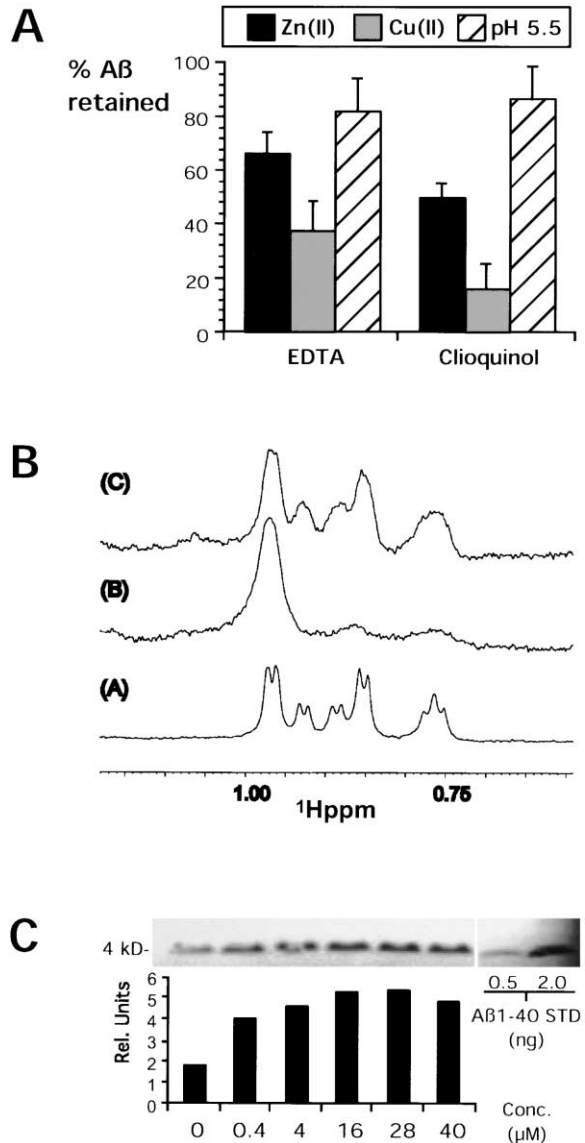 A
Zn(II) Cu(II) pH 5.5
% Aß
retained
100
80
60
40
20
0
EDTA Clioquinol
B
(C)
(B)
(A)
1.00 0.75
¹Hppm
C
4 kD-
0.5 2.0
Aß1-40 STD
(ng)
Rel. Units
6
5
4
3
2
1
0
0 0.4 4 16 28 40
Conc.
(µM)